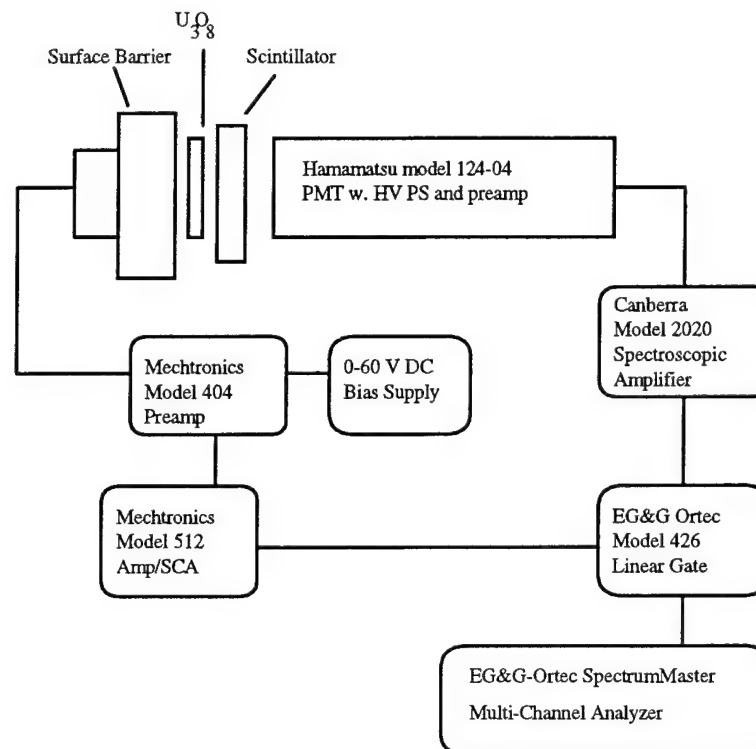 U3O8
Surface Barrier
Scintillator
Hamamatsu model 124-04
PMT w. HV PS and preamp
Canberra
Model 2020
Spectroscopic
Amplifier
Mechtronics
Model 404
Preamp
0-60 V DC
Bias Supply
Mechtronics
Model 512
Amp/SCA
EG&G Ortec
Model 426
Linear Gate
EG&G-Ortec SpectrumMaster
Multi-Channel Analyzer